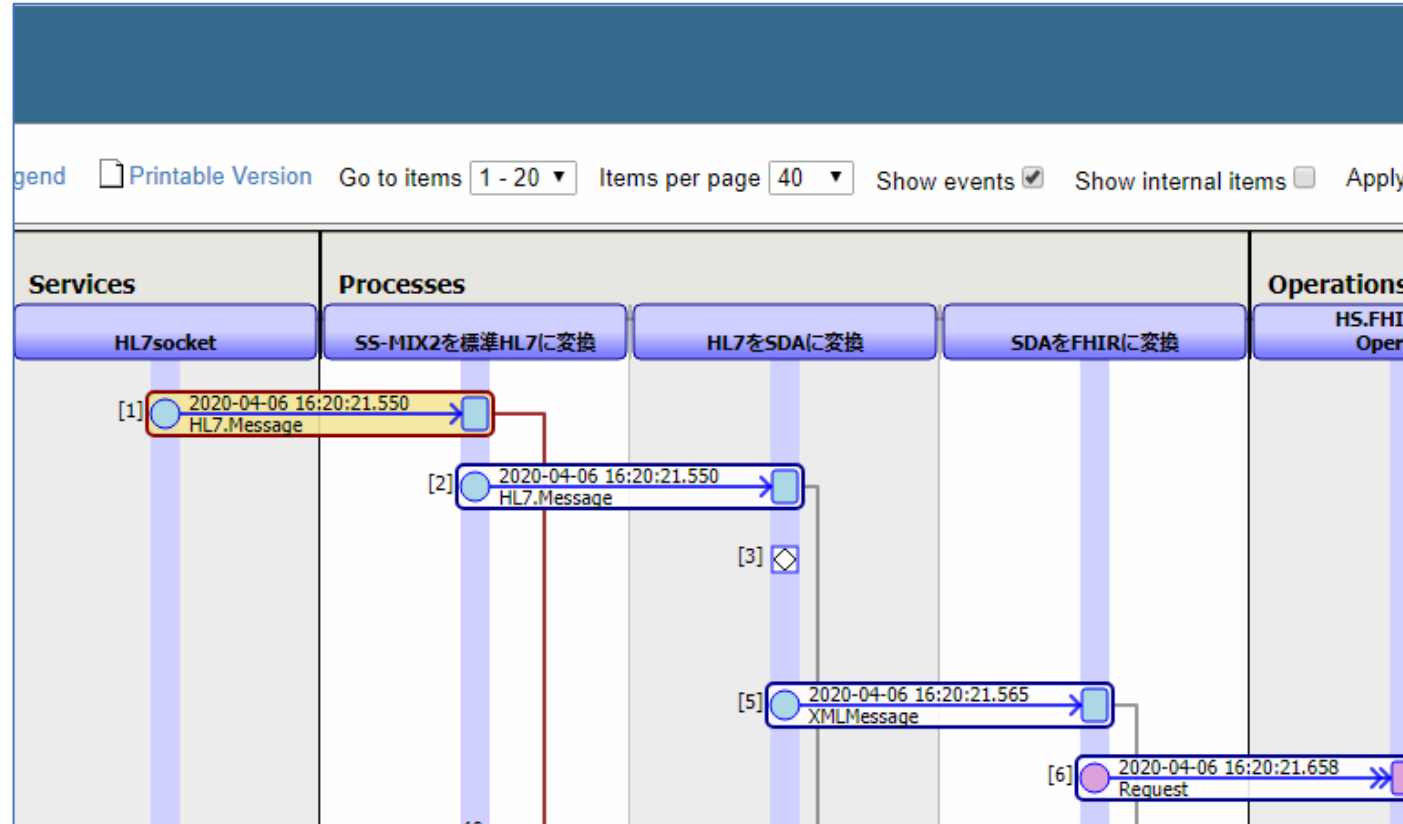 gend Printable Version Go to items 1 - 20 ▼ Items per page 40 ▼ Show events Show internal items Apply
Services Processes Operations
HL7socket SS-MIX2を標準HL7に変換 HL7をSDAに変換 SDAをFHIRに変換 HS.FHI
Oper
[1] 2020-04-06 16:20:21.550
HL7.Message
[2] 2020-04-06 16:20:21.550
HL7.Message
[3]
[5] 2020-04-06 16:20:21.565
XMLMessage
[6] 2020-04-06 16:20:21.658
Request